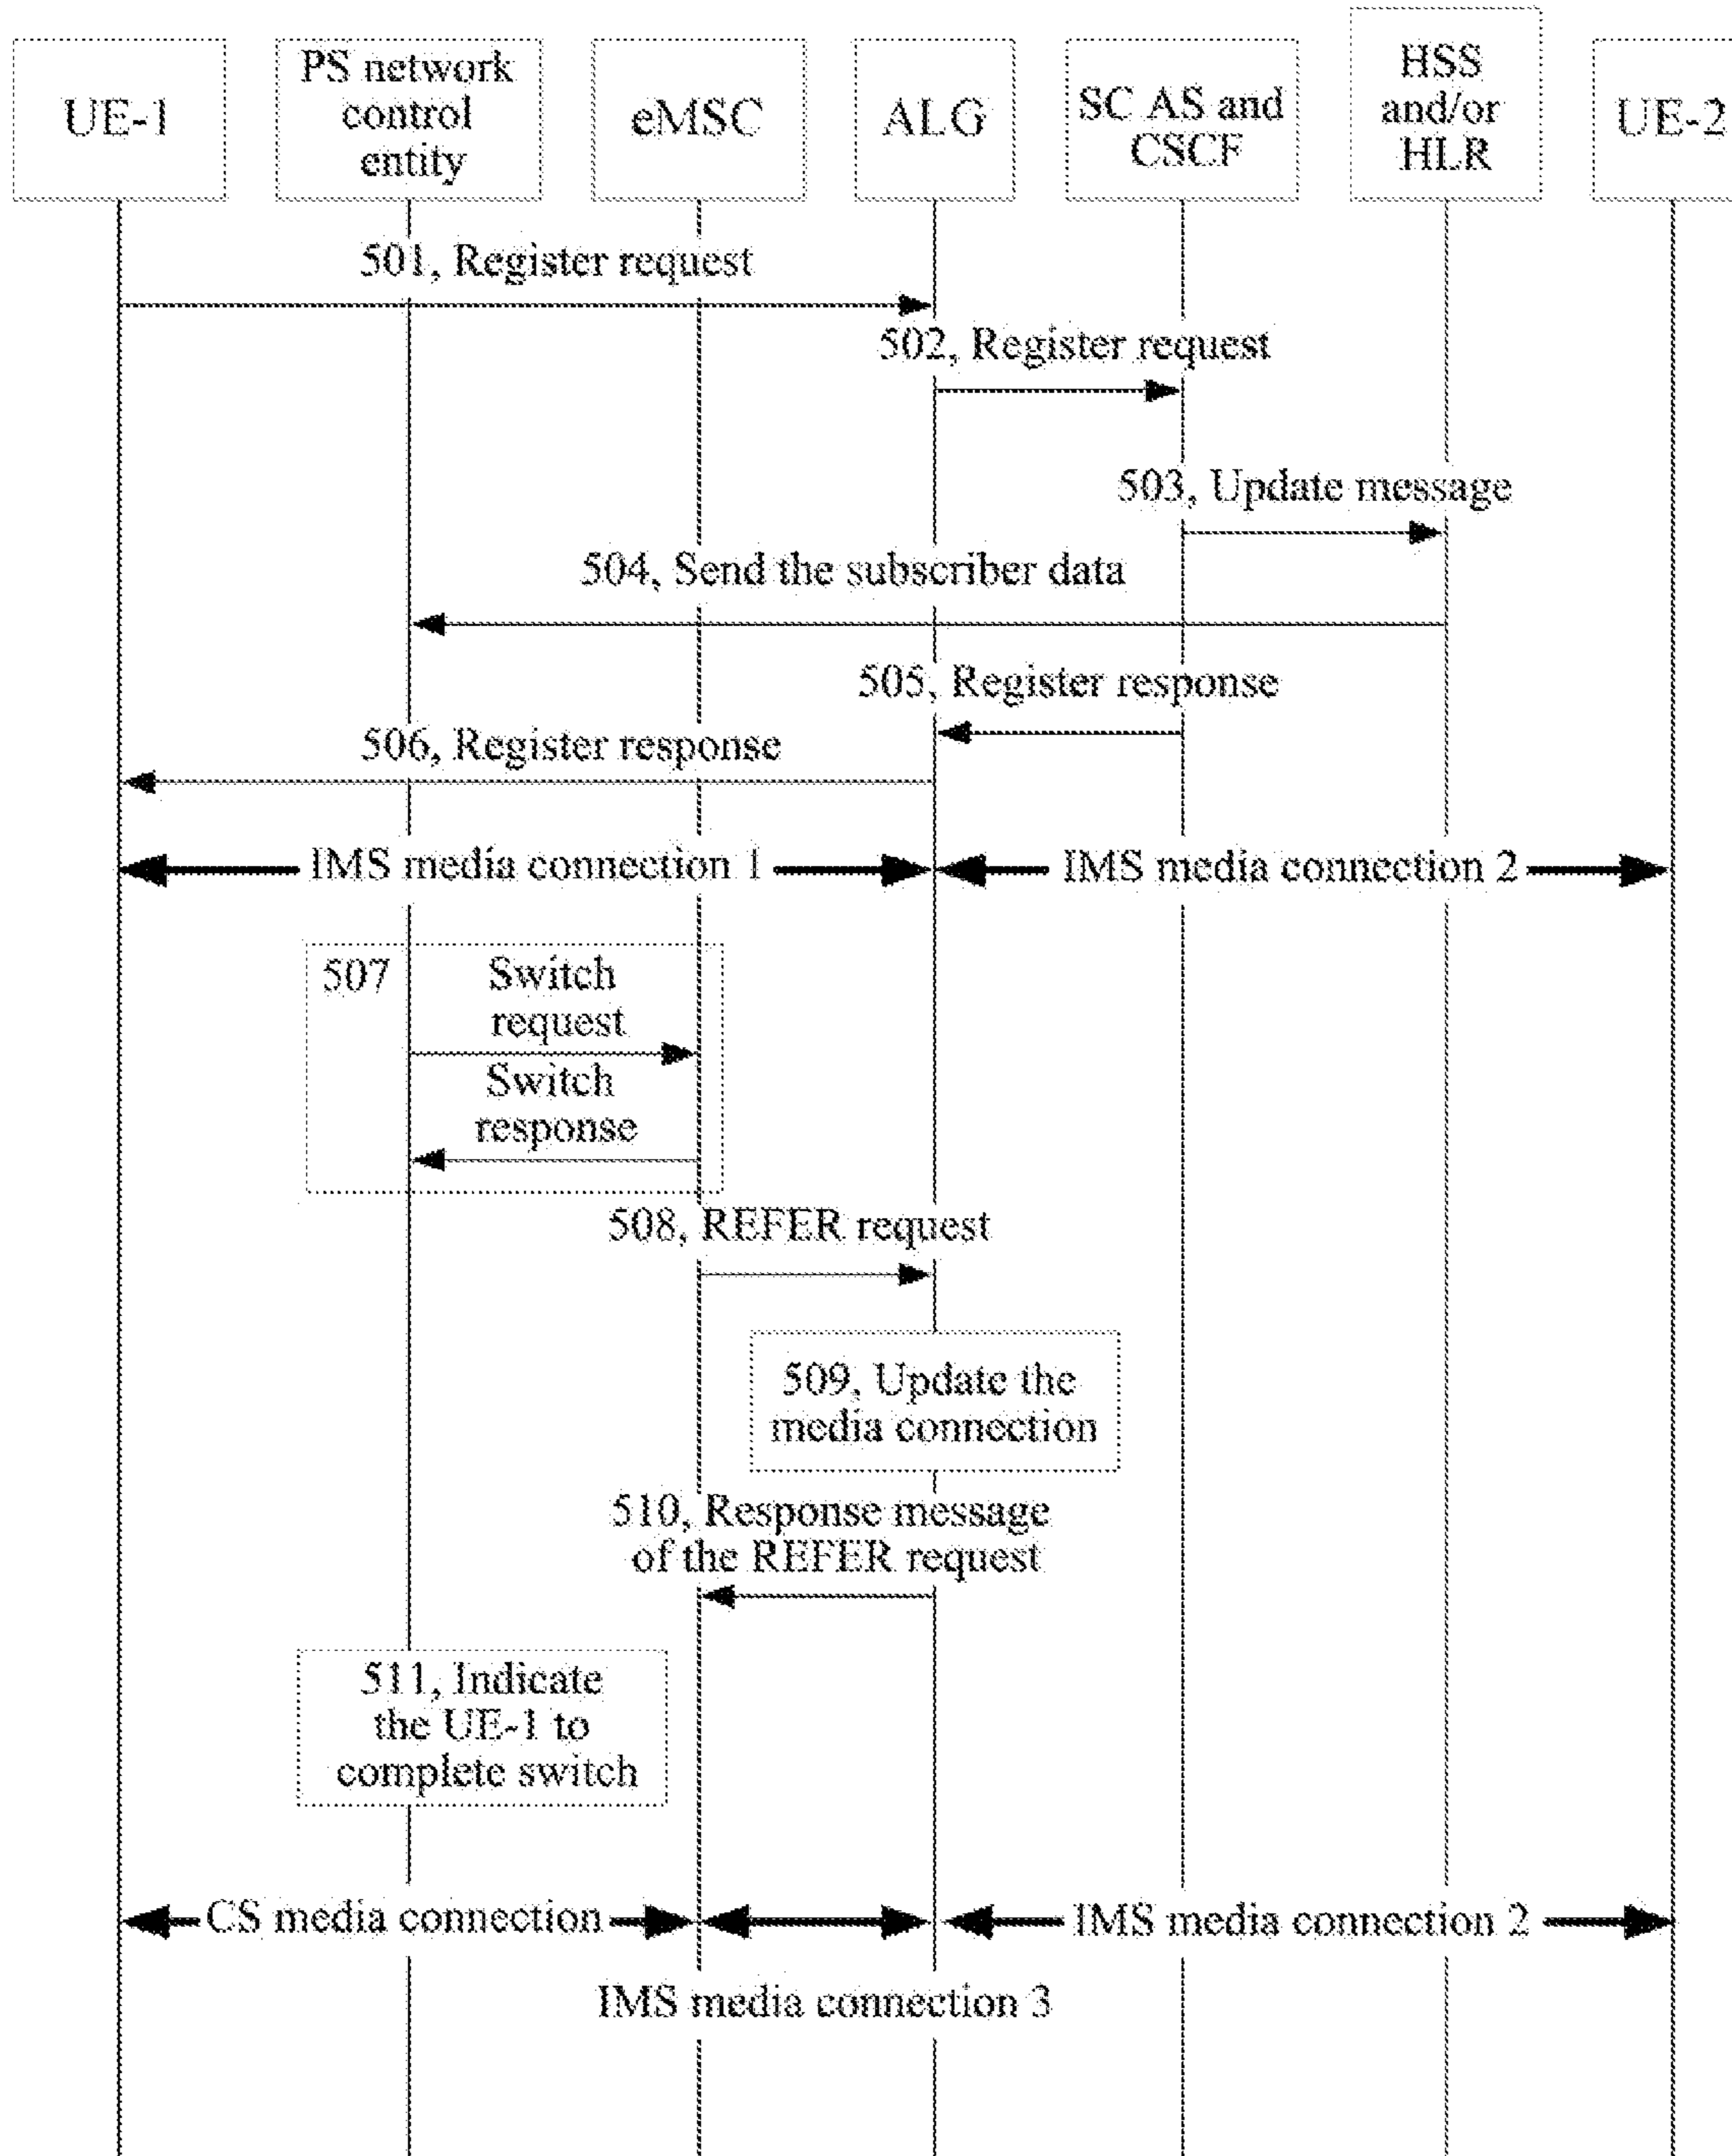 UE-1
PS network
control
entity
eMSC
ALG
SC AS and
CSCF
HSS
and/or
HLR
UE-2
501, Register request
502, Register request
503, Update message
504, Send the subscriber data
505, Register response
506, Register response
IMS media connection 1
IMS media connection 2
507
Switch
request
Switch
response
508, REFER request
509, Update the
media connection
510, Response message
of the REFER request
511, Indicate
the UE-1 to
complete switch
CS media connection
IMS media connection 2
IMS media connection 3